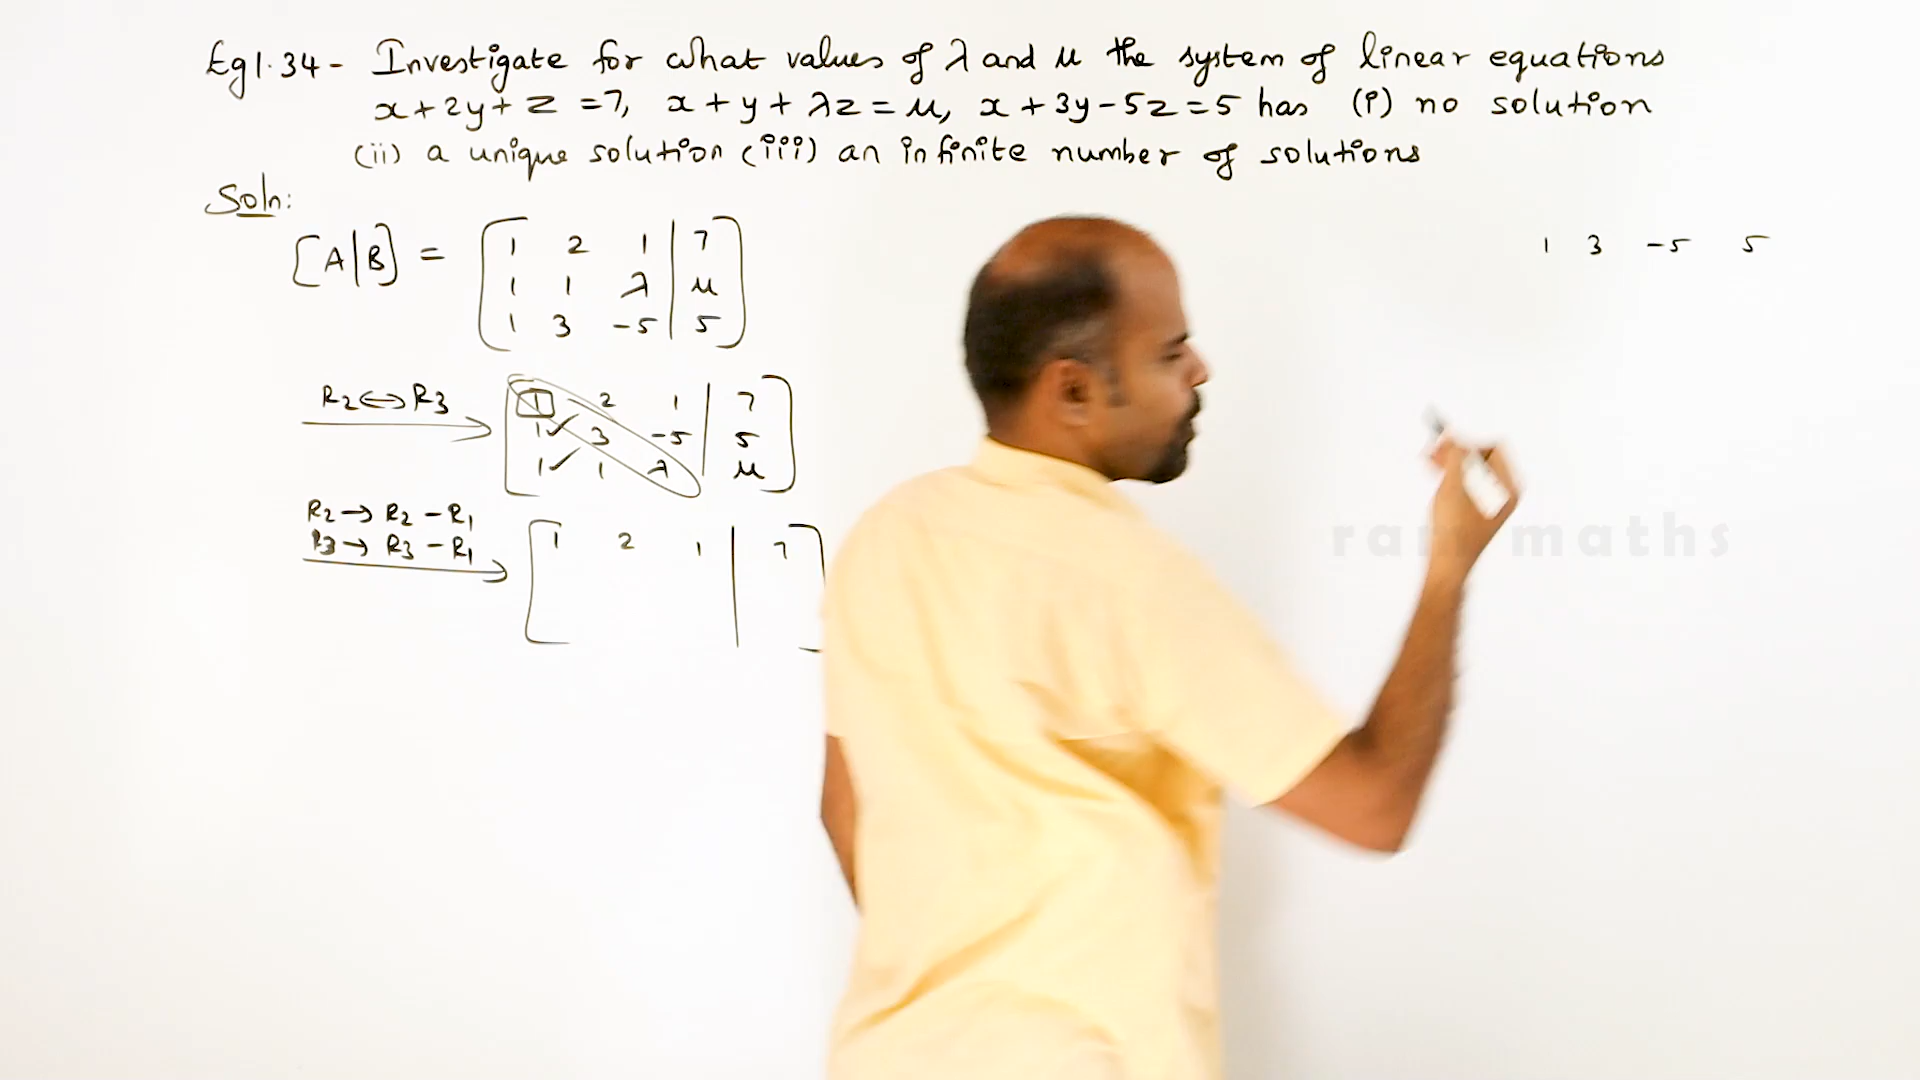 Eg 1.34 - Investigate for what values of λ and μ the system of linear equations
x + 2y + z = 7, x + y + λz = μ, x + 3y - 5z = 5 has (i) no solution
(ii) a unique solution (iii) an infinite number of solutions
Soln:
[A|B] = [ 1 2 1 | 7
1 1 λ | μ
1 3 -5 | 5 ]
R2 ↔ R3 [ 1 2 1 | 7
1 ✓ 3 -5 | 5
1 ✓ 1 λ | μ ]
R2 → R2 - R1
R3 → R3 - R1 [ 1 2 1 | 7 ]
1 3 -5 5
ram maths